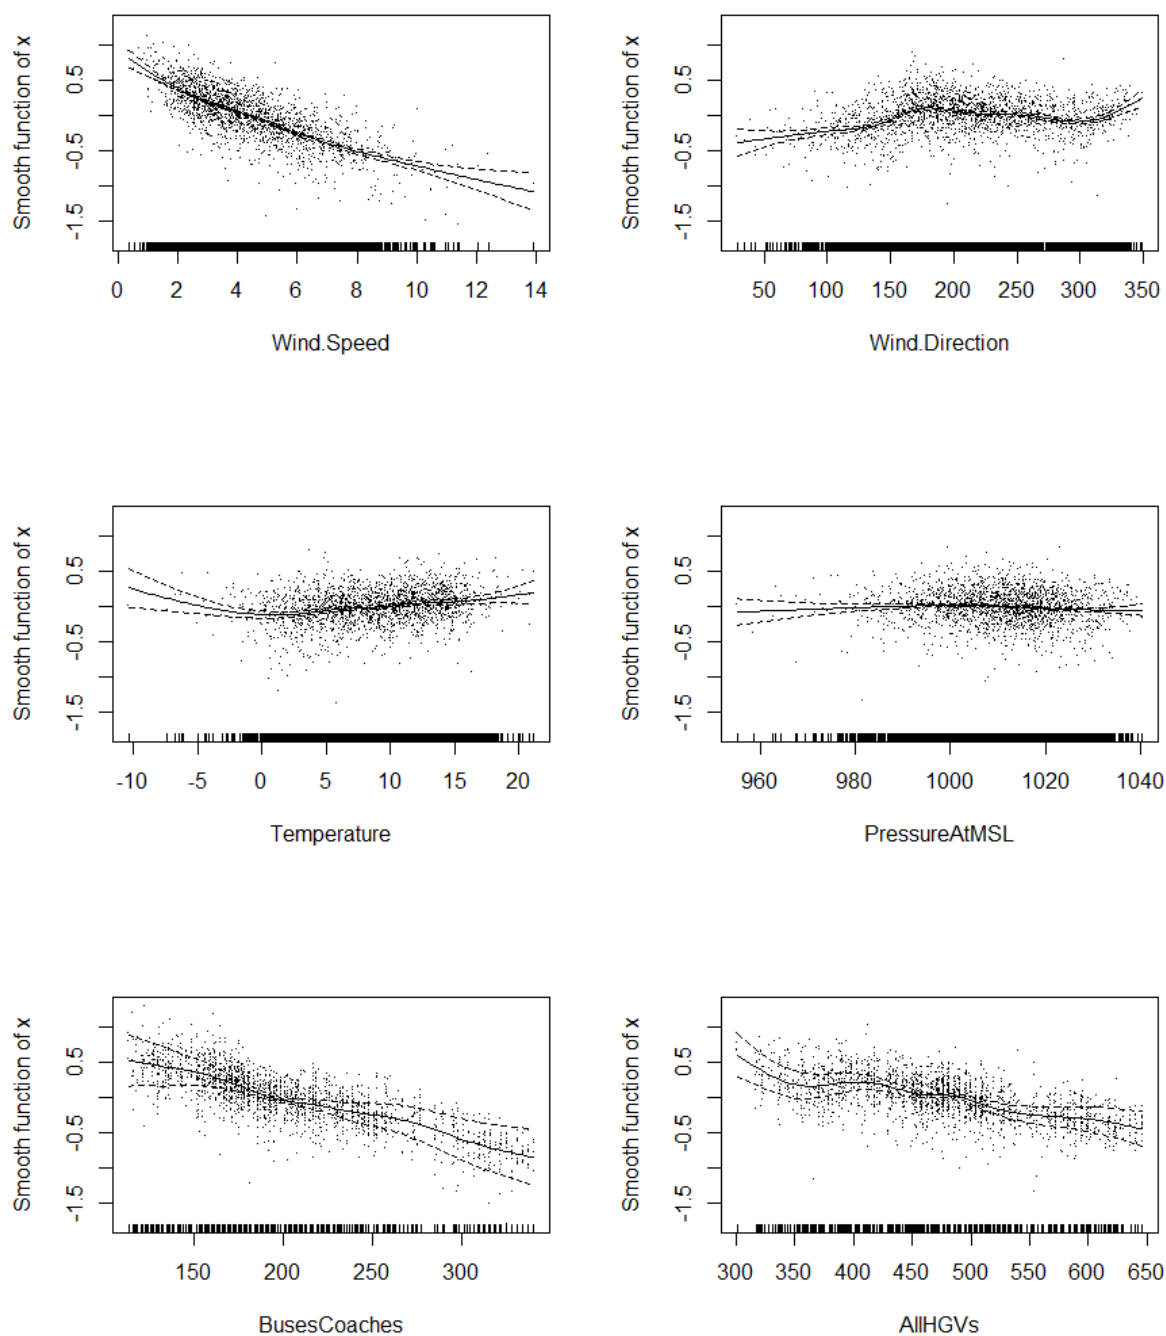 Smooth function of x
0.5
-0.5
-1.5
0 2 4 6 8 10 12 14
Wind.Speed
Smooth function of x
0.5
-0.5
-1.5
50 100 150 200 250 300 350
Wind.Direction
Smooth function of x
0.5
-0.5
-1.5
-10 -5 0 5 10 15 20
Temperature
Smooth function of x
0.5
-0.5
-1.5
960 980 1000 1020 1040
PressureAtMSL
Smooth function of x
0.5
-0.5
-1.5
150 200 250 300
BusesCoaches
Smooth function of x
0.5
-0.5
-1.5
300 350 400 450 500 550 600 650
AllHGVs